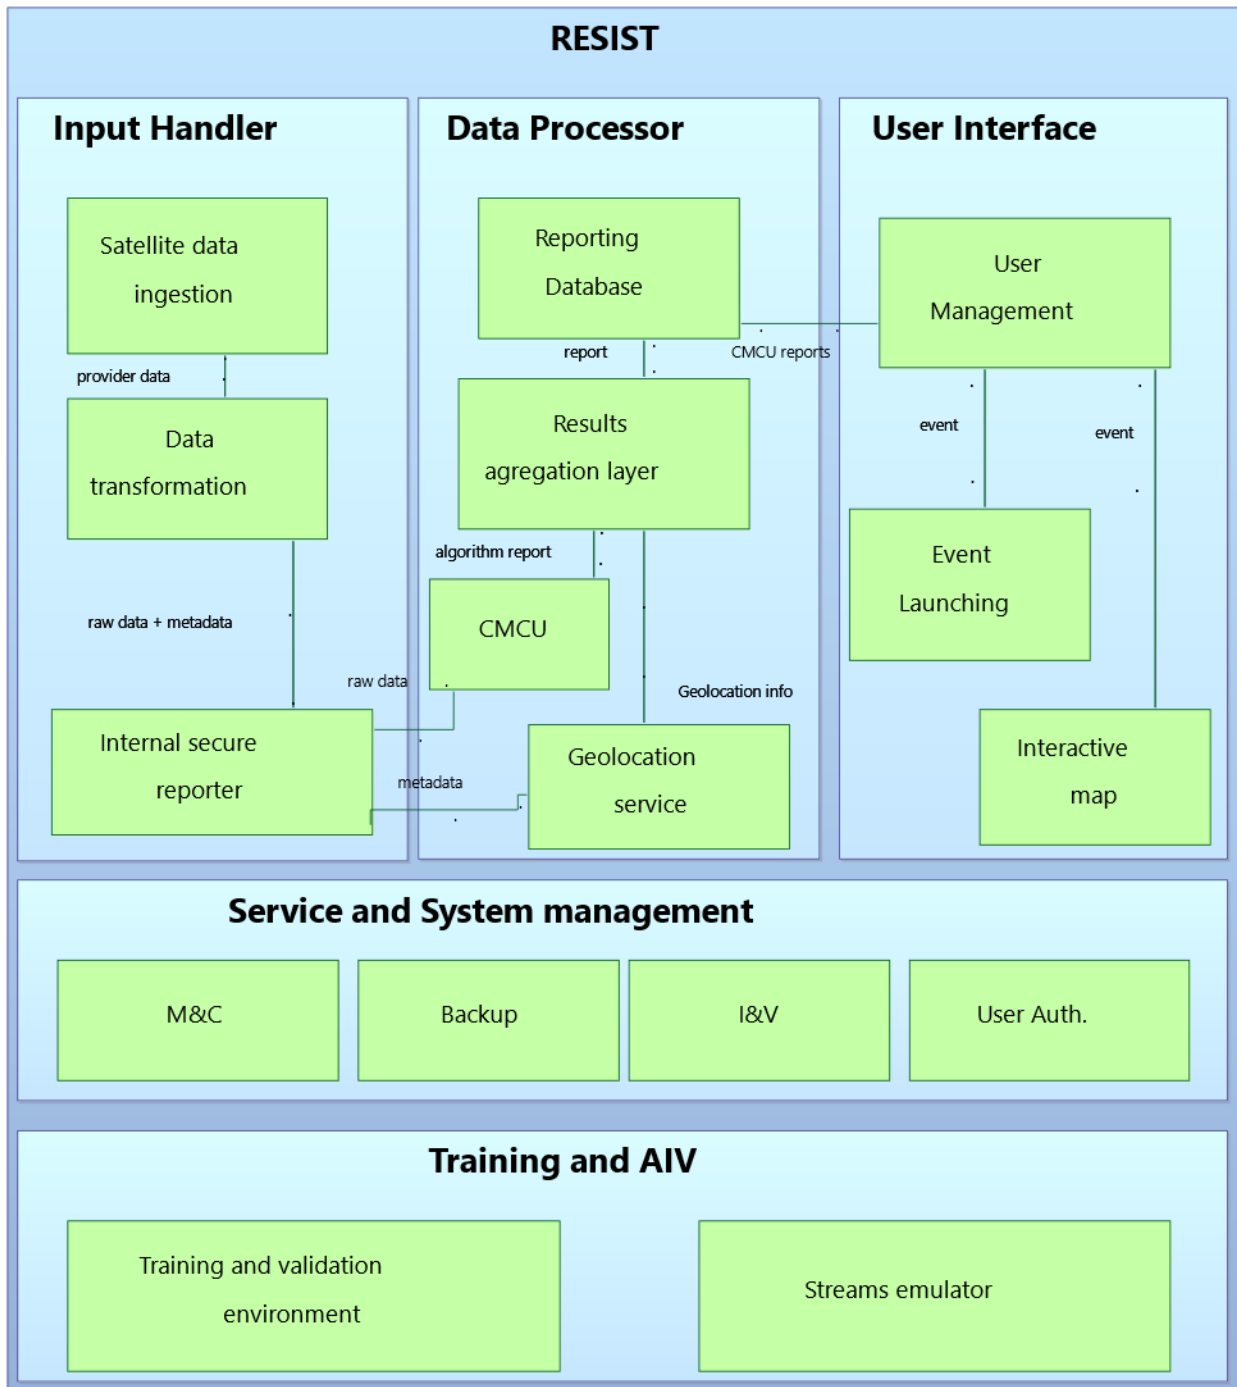 RESIST
Input Handler
Satellite data
ingestion
provider data
Data
transformation
raw data + metadata
Internal secure
reporter
raw data
metadata
Data Processor
Reporting
Database
report
CMCU reports
Results
agregation layer
algorithm report
CMCU
Geolocation info
Geolocation
service
User Interface
User
Management
event
event
Event
Launching
Interactive
map
Service and System management
M&C
Backup
I&V
User Auth.
Training and AIV
Training and validation
environment
Streams emulator